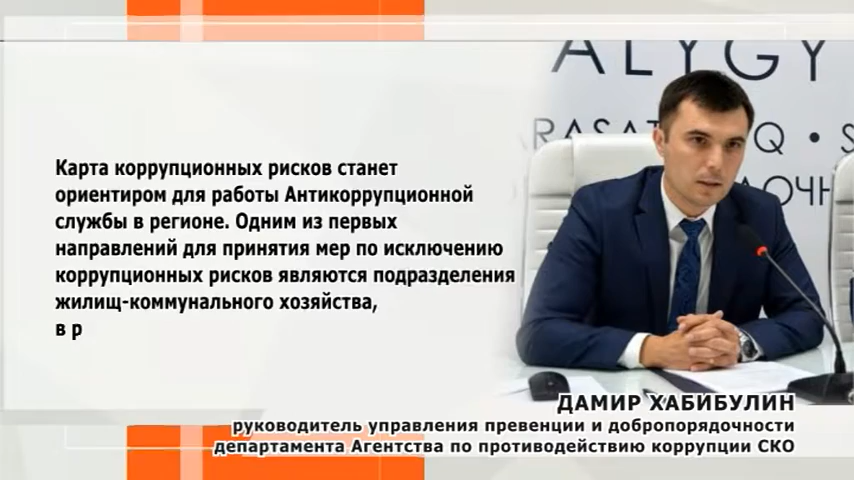 ALYGY
ARASAT
Q • S
ЛОЧН
Карта коррупционных рисков станет
ориентиром для работы Антикоррупционной
службы в регионе. Одним из первых
направлений для принятия мер по исключению
коррупционных рисков являются подразделения
жилищ-коммунального хозяйства,
в р
ДАМИР ХАБИБУЛИН
руководитель управления превенции и добропорядочности
департамента Агентства по противодействию коррупции СКО